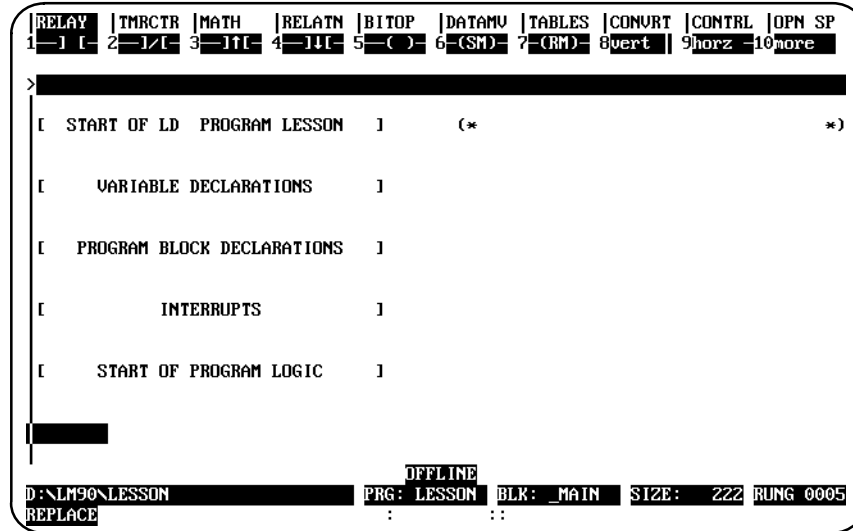 |RELAY |TMRCTR |MATH |RELATN |BITOP |DATAMV |TABLES |CONVRT |CONTRL |OPN SP
1—] [— 2—]/[— 3—]↑[— 4—]↓[— 5—( )— 6—(SM)— 7—(RM)— 8vert | 9horz —10more
>
[ START OF LD PROGRAM LESSON ] (* *)
[ VARIABLE DECLARATIONS ]
[ PROGRAM BLOCK DECLARATIONS ]
[ INTERRUPTS ]
[ START OF PROGRAM LOGIC ]
OFFLINE
D:\LM90\LESSON PRG: LESSON BLK: _MAIN SIZE: 222 RUNG 0005
REPLACE : ::